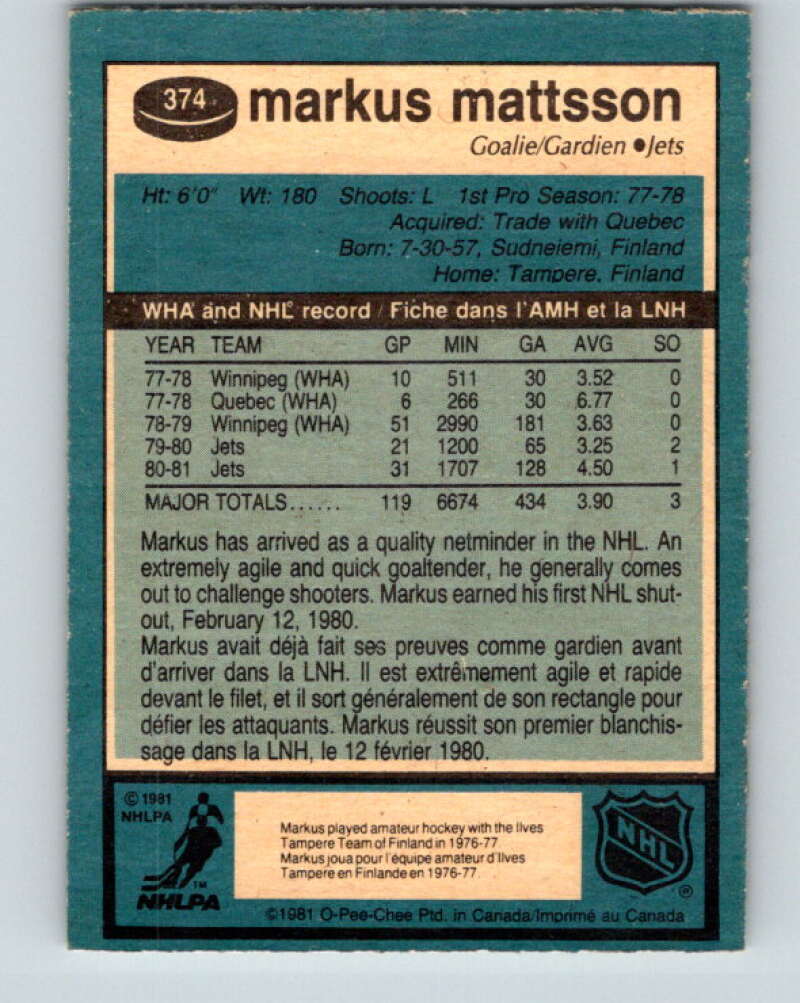 374 markus mattsson
Goalie/Gardien ●Jets
Ht: 6'0" Wt: 180 Shoots: L 1st Pro Season: 77-78
Acquired: Trade with Quebec
Born: 7-30-57, Sudneiemi, Finland
Home: Tampere, Finland
WHA and NHL record / Fiche dans l'AMH et la LNH
YEAR TEAM GP MIN GA AVG SO
77-78 Winnipeg (WHA) 10 511 30 3.52 0
77-78 Quebec (WHA) 6 266 30 6.77 0
78-79 Winnipeg (WHA) 51 2990 181 3.63 0
79-80 Jets 21 1200 65 3.25 2
80-81 Jets 31 1707 128 4.50 1
MAJOR TOTALS...... 119 6674 434 3.90 3
Markus has arrived as a quality netminder in the NHL. An
extremely agile and quick goaltender, he generally comes
out to challenge shooters. Markus earned his first NHL shut-
out, February 12, 1980.
Markus avait déjà fait ses preuves comme gardien avant
d'arriver dans la LNH. Il est extrêmement agile et rapide
devant le filet, et il sort généralement de son rectangle pour
défier les attaquants. Markus réussit son premier blanchis-
sage dans la LNH, le 12 février 1980.
© 1981
NHLPA
Markus played amateur hockey with the Ilves
Tampere Team of Finland in 1976-77.
Markus joua pour l'équipe amateur d'Ilves
Tampere en Finlande en 1976-77.
NHL
®
TM
NHLPA
©1981 O-Pee-Chee Ptd. in Canada/Imprimé au Canada